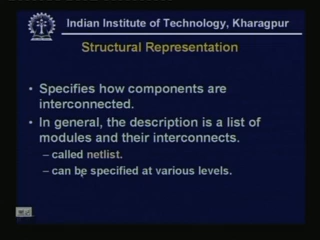 Indian Institute of Technology, Kharagpur
Structural Representation
• Specifies how components are
interconnected.
• In general, the description is a list of
modules and their interconnects.
– called netlist.
– can be specified at various levels.